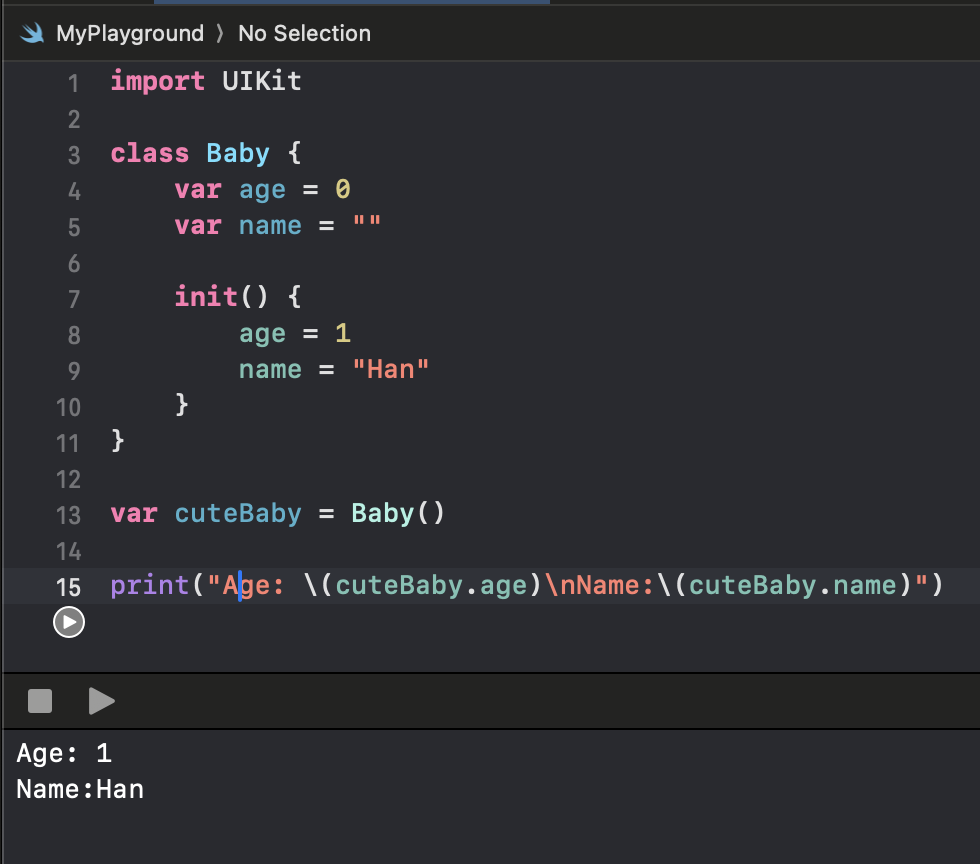 MyPlayground 〉 No Selection
1 import UIKit
2
3 class Baby {
4     var age = 0
5     var name = ""
6
7     init() {
8         age = 1
9         name = "Han"
10     }
11 }
12
13 var cuteBaby = Baby()
14
15 print("Age: \(cuteBaby.age)\nName:\(cuteBaby.name)")
Age: 1
Name:Han